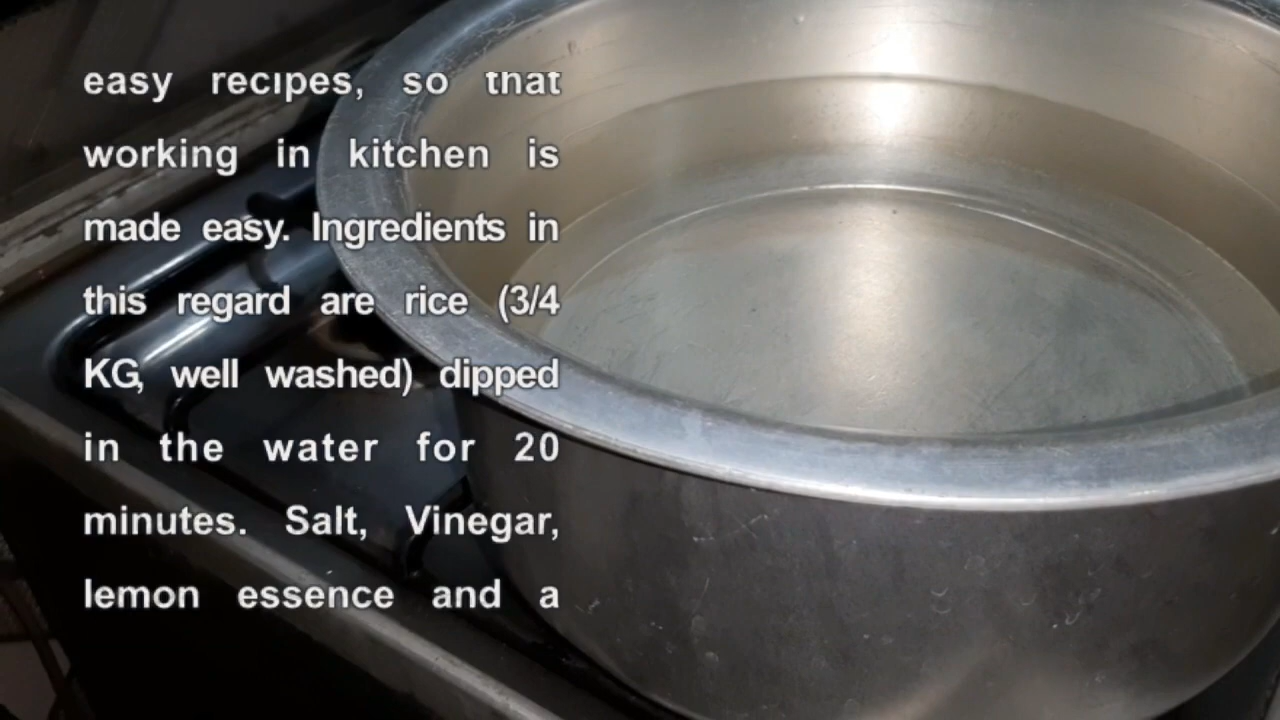 easy recipes, so that
working in kitchen is
made easy. Ingredients in
this regard are rice (3/4
KG, well washed) dipped
in the water for 20
minutes. Salt, Vinegar,
lemon essence and a